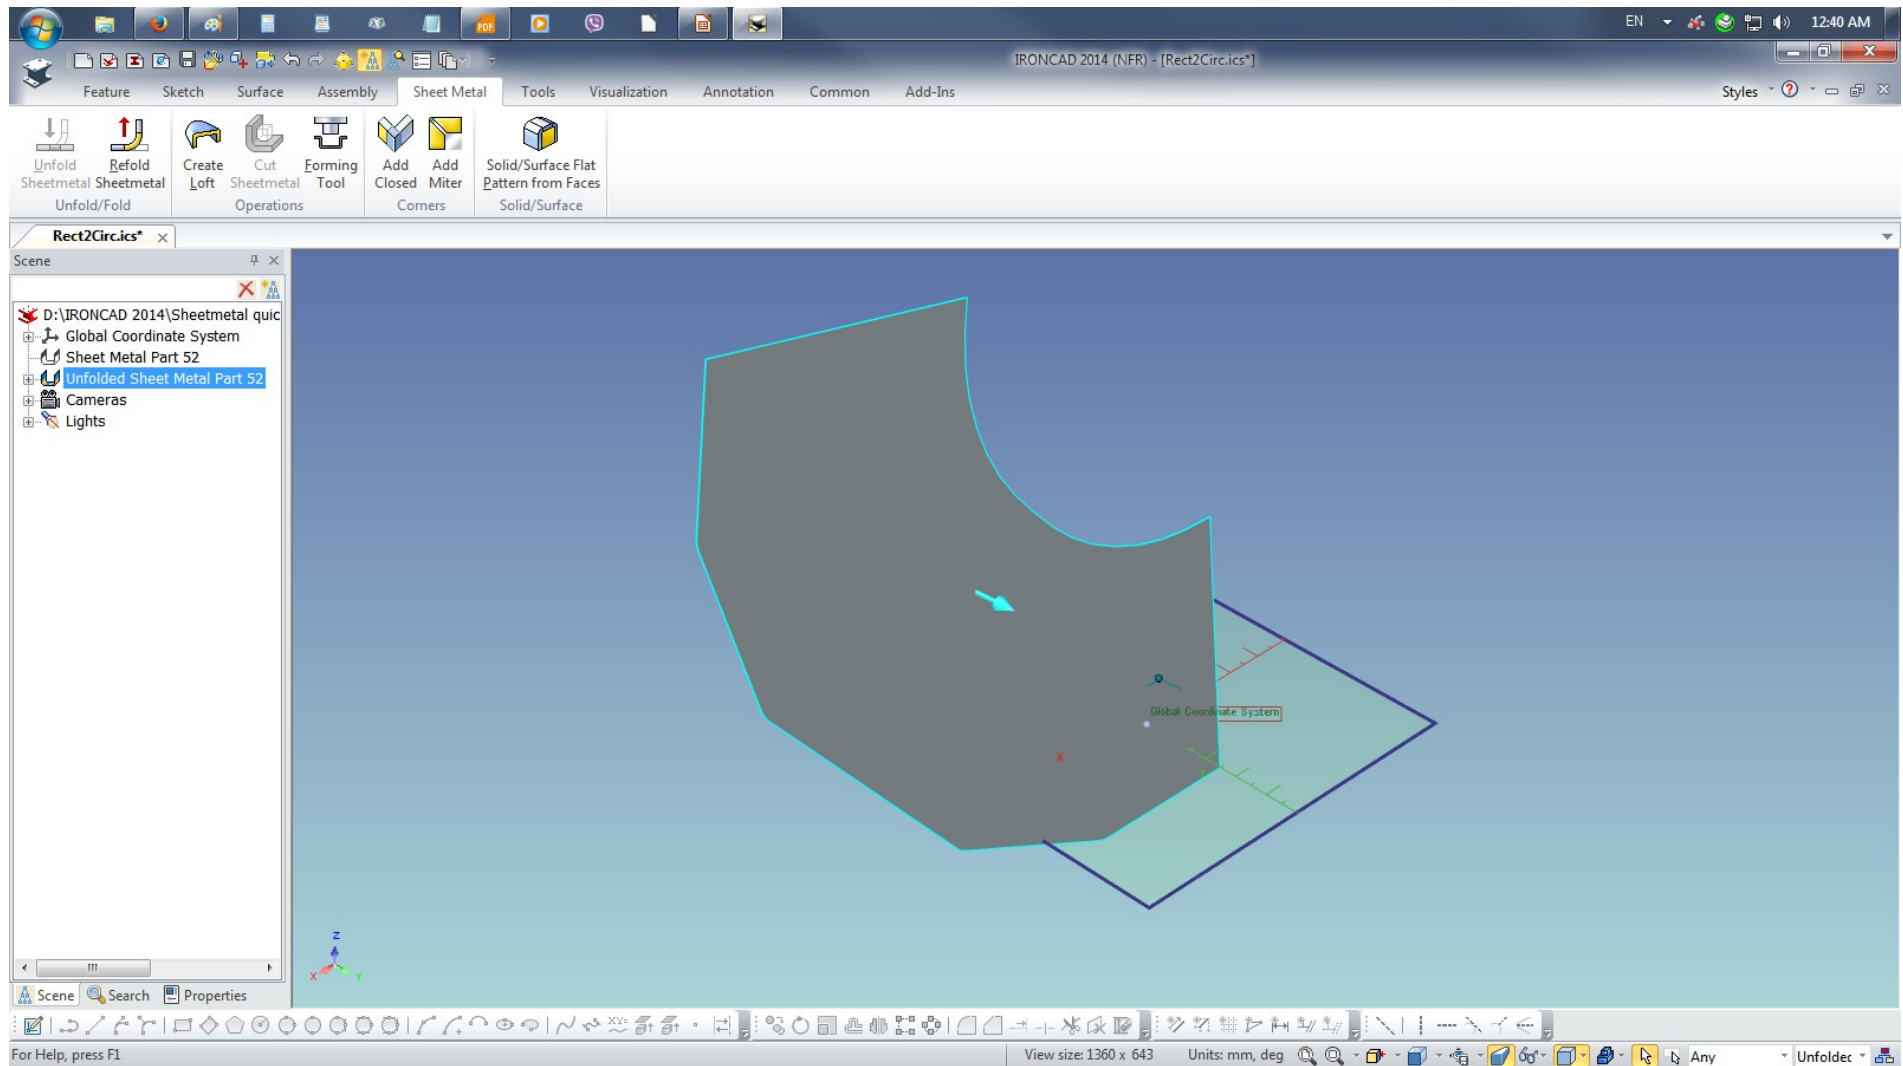 EN
12:40 AM
IRONCAD 2014 (NFR) - [Rect2Circ.ics*]
Feature Sketch Surface Assembly Sheet Metal Tools Visualization Annotation Common Add-Ins
Styles
Unfold Sheetmetal
Refold Sheetmetal
Create Loft
Cut Sheetmetal
Forming Tool
Add Closed
Add Miter
Solid/Surface Flat Pattern from Faces
Unfold/Fold
Operations
Corners
Solid/Surface
Rect2Circ.ics*
Scene
D:\IRONCAD 2014\Sheetmetal quic
Global Coordinate System
Sheet Metal Part 52
Unfolded Sheet Metal Part 52
Cameras
Lights
PDF
Global Coordinate System
X
Z
X
Y
Scene Search Properties
For Help, press F1
View size: 1360 x 643
Units: mm, deg
Any
Unfoldec